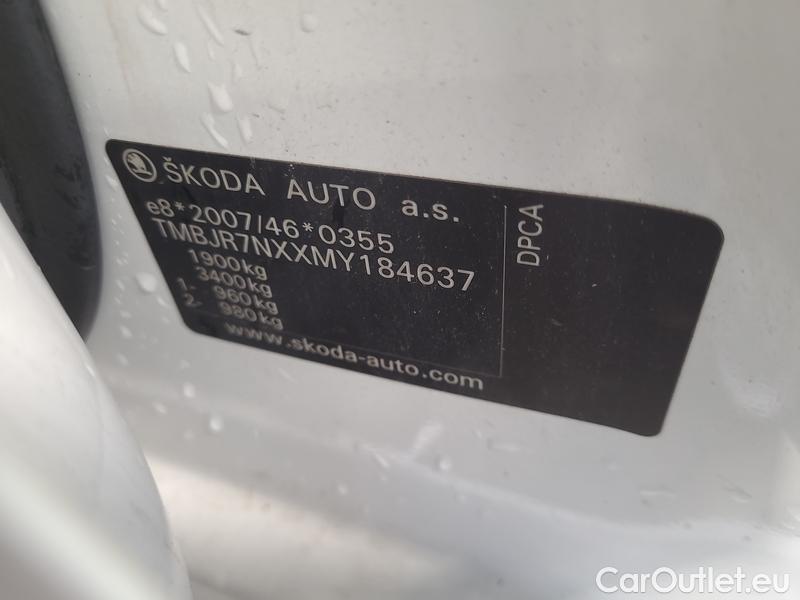 ŠKODA AUTO a.s.
e8*2007/46*0355
TMBJR7NXXMY184637
1900kg
3400kg
1- 960kg
2- 980kg
www.skoda-auto.com
DPCA
CarOutlet.eu